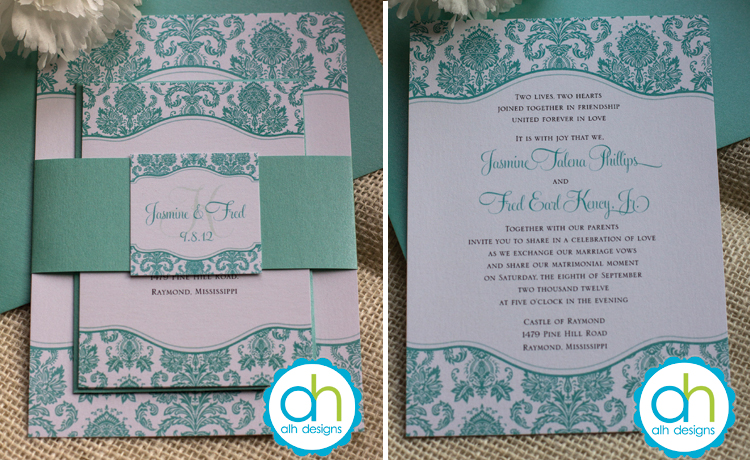 Jasmine & Fred
9.8.12
1479 Pine Hill Road
Raymond, Mississippi
ah
alh designs
Two lives, two hearts
joined together in friendship
united forever in love
It is with joy that we,
Jasmine Talena Phillips
and
Fred Earl Kency, Jr.
Together with our parents
invite you to share in a celebration of love
as we exchange our marriage vows
and share our matrimonial moment
on Saturday, the eighth of September
two thousand twelve
at five o'clock in the evening
Castle of Raymond
1479 Pine Hill Road
Raymond, Mississippi
ah
alh designs